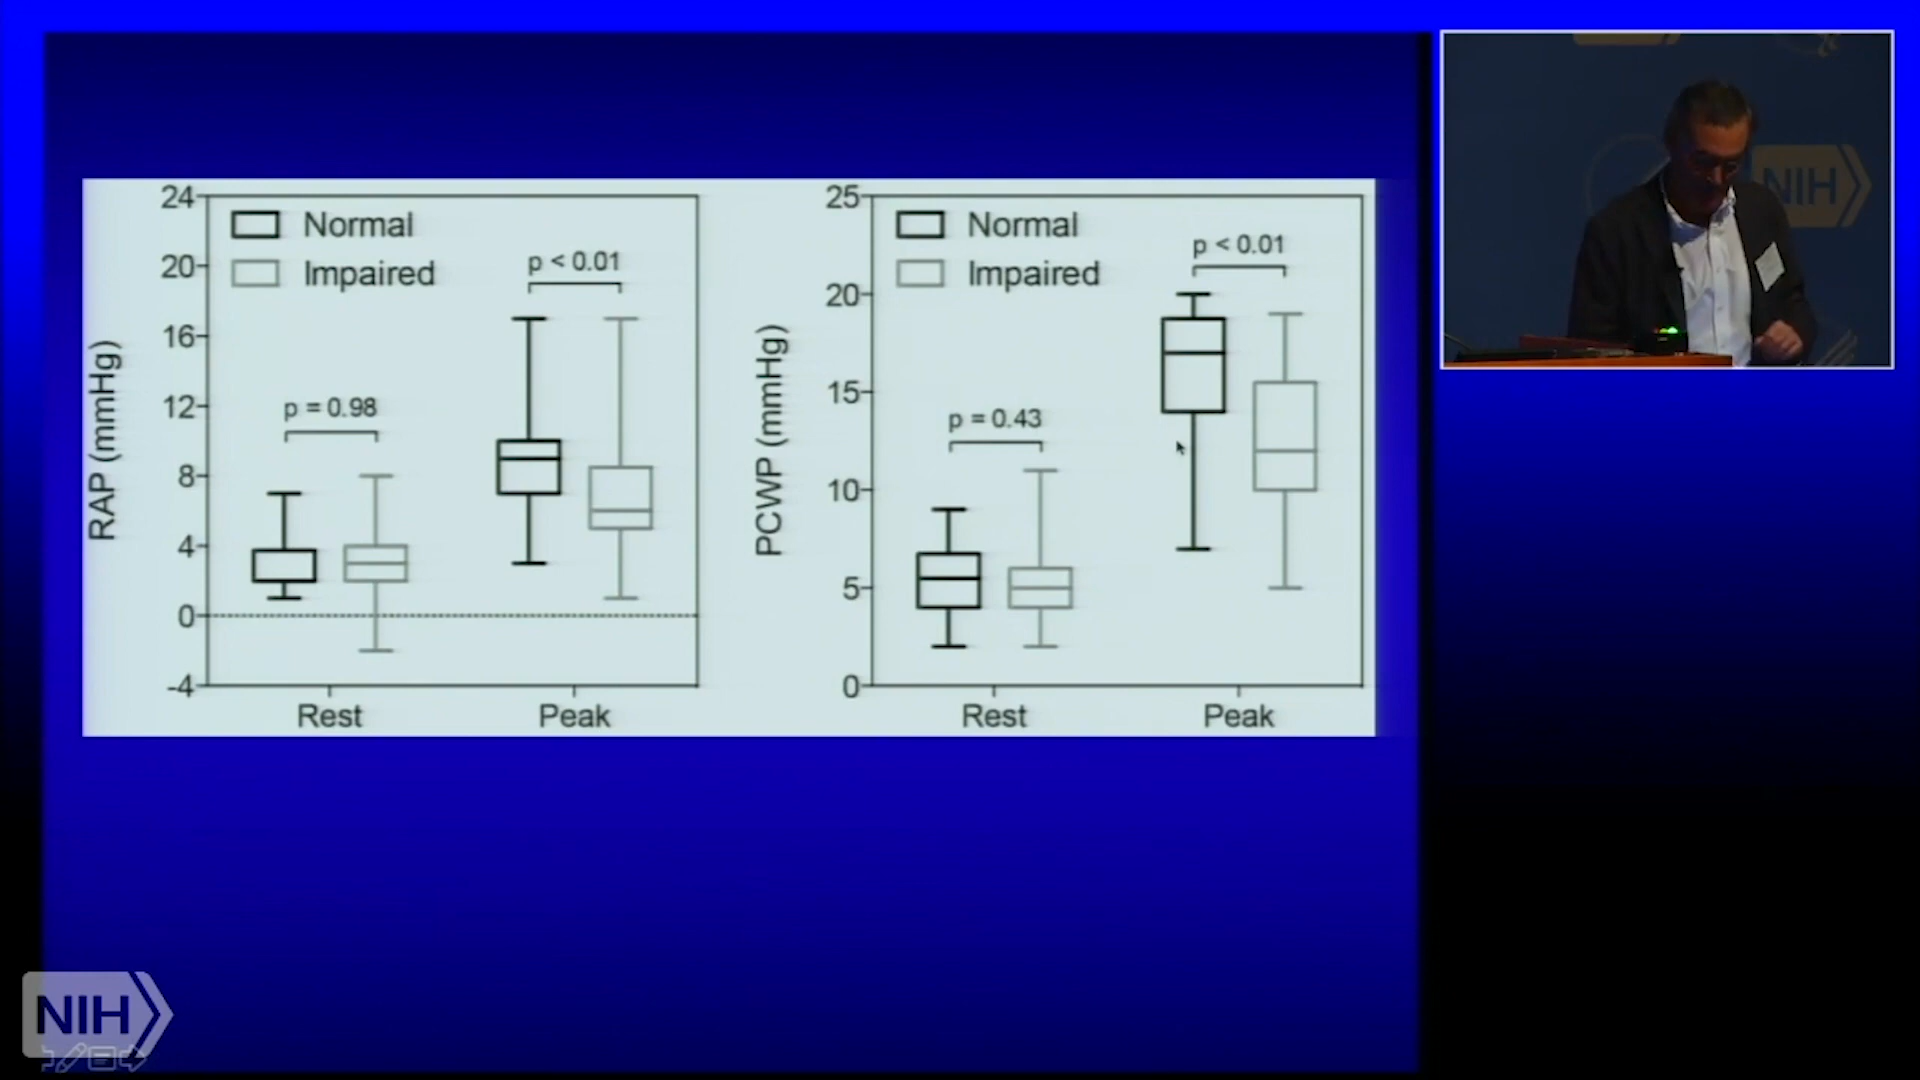 24
20
16
12
8
4
0
-4
RAP (mmHg)
Normal
Impaired
p = 0.98
p < 0.01
Rest
Peak
25
20
15
10
5
0
PCWP (mmHg)
Normal
Impaired
p = 0.43
p < 0.01
Rest
Peak
NIH
NIH